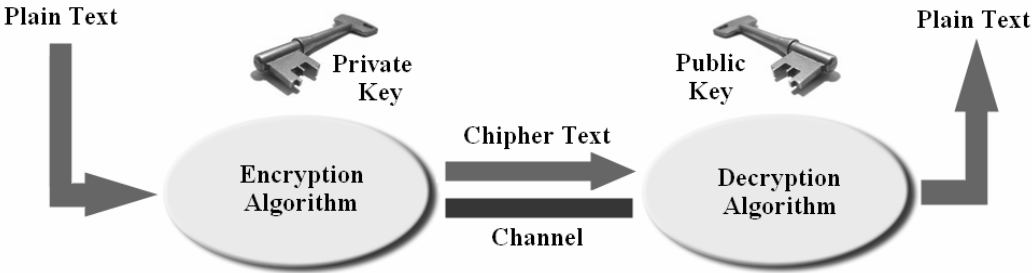 Plain Text
Private
Key
Public
Key
Plain Text
Chipher Text
Encryption
Algorithm
Decryption
Algorithm
Channel